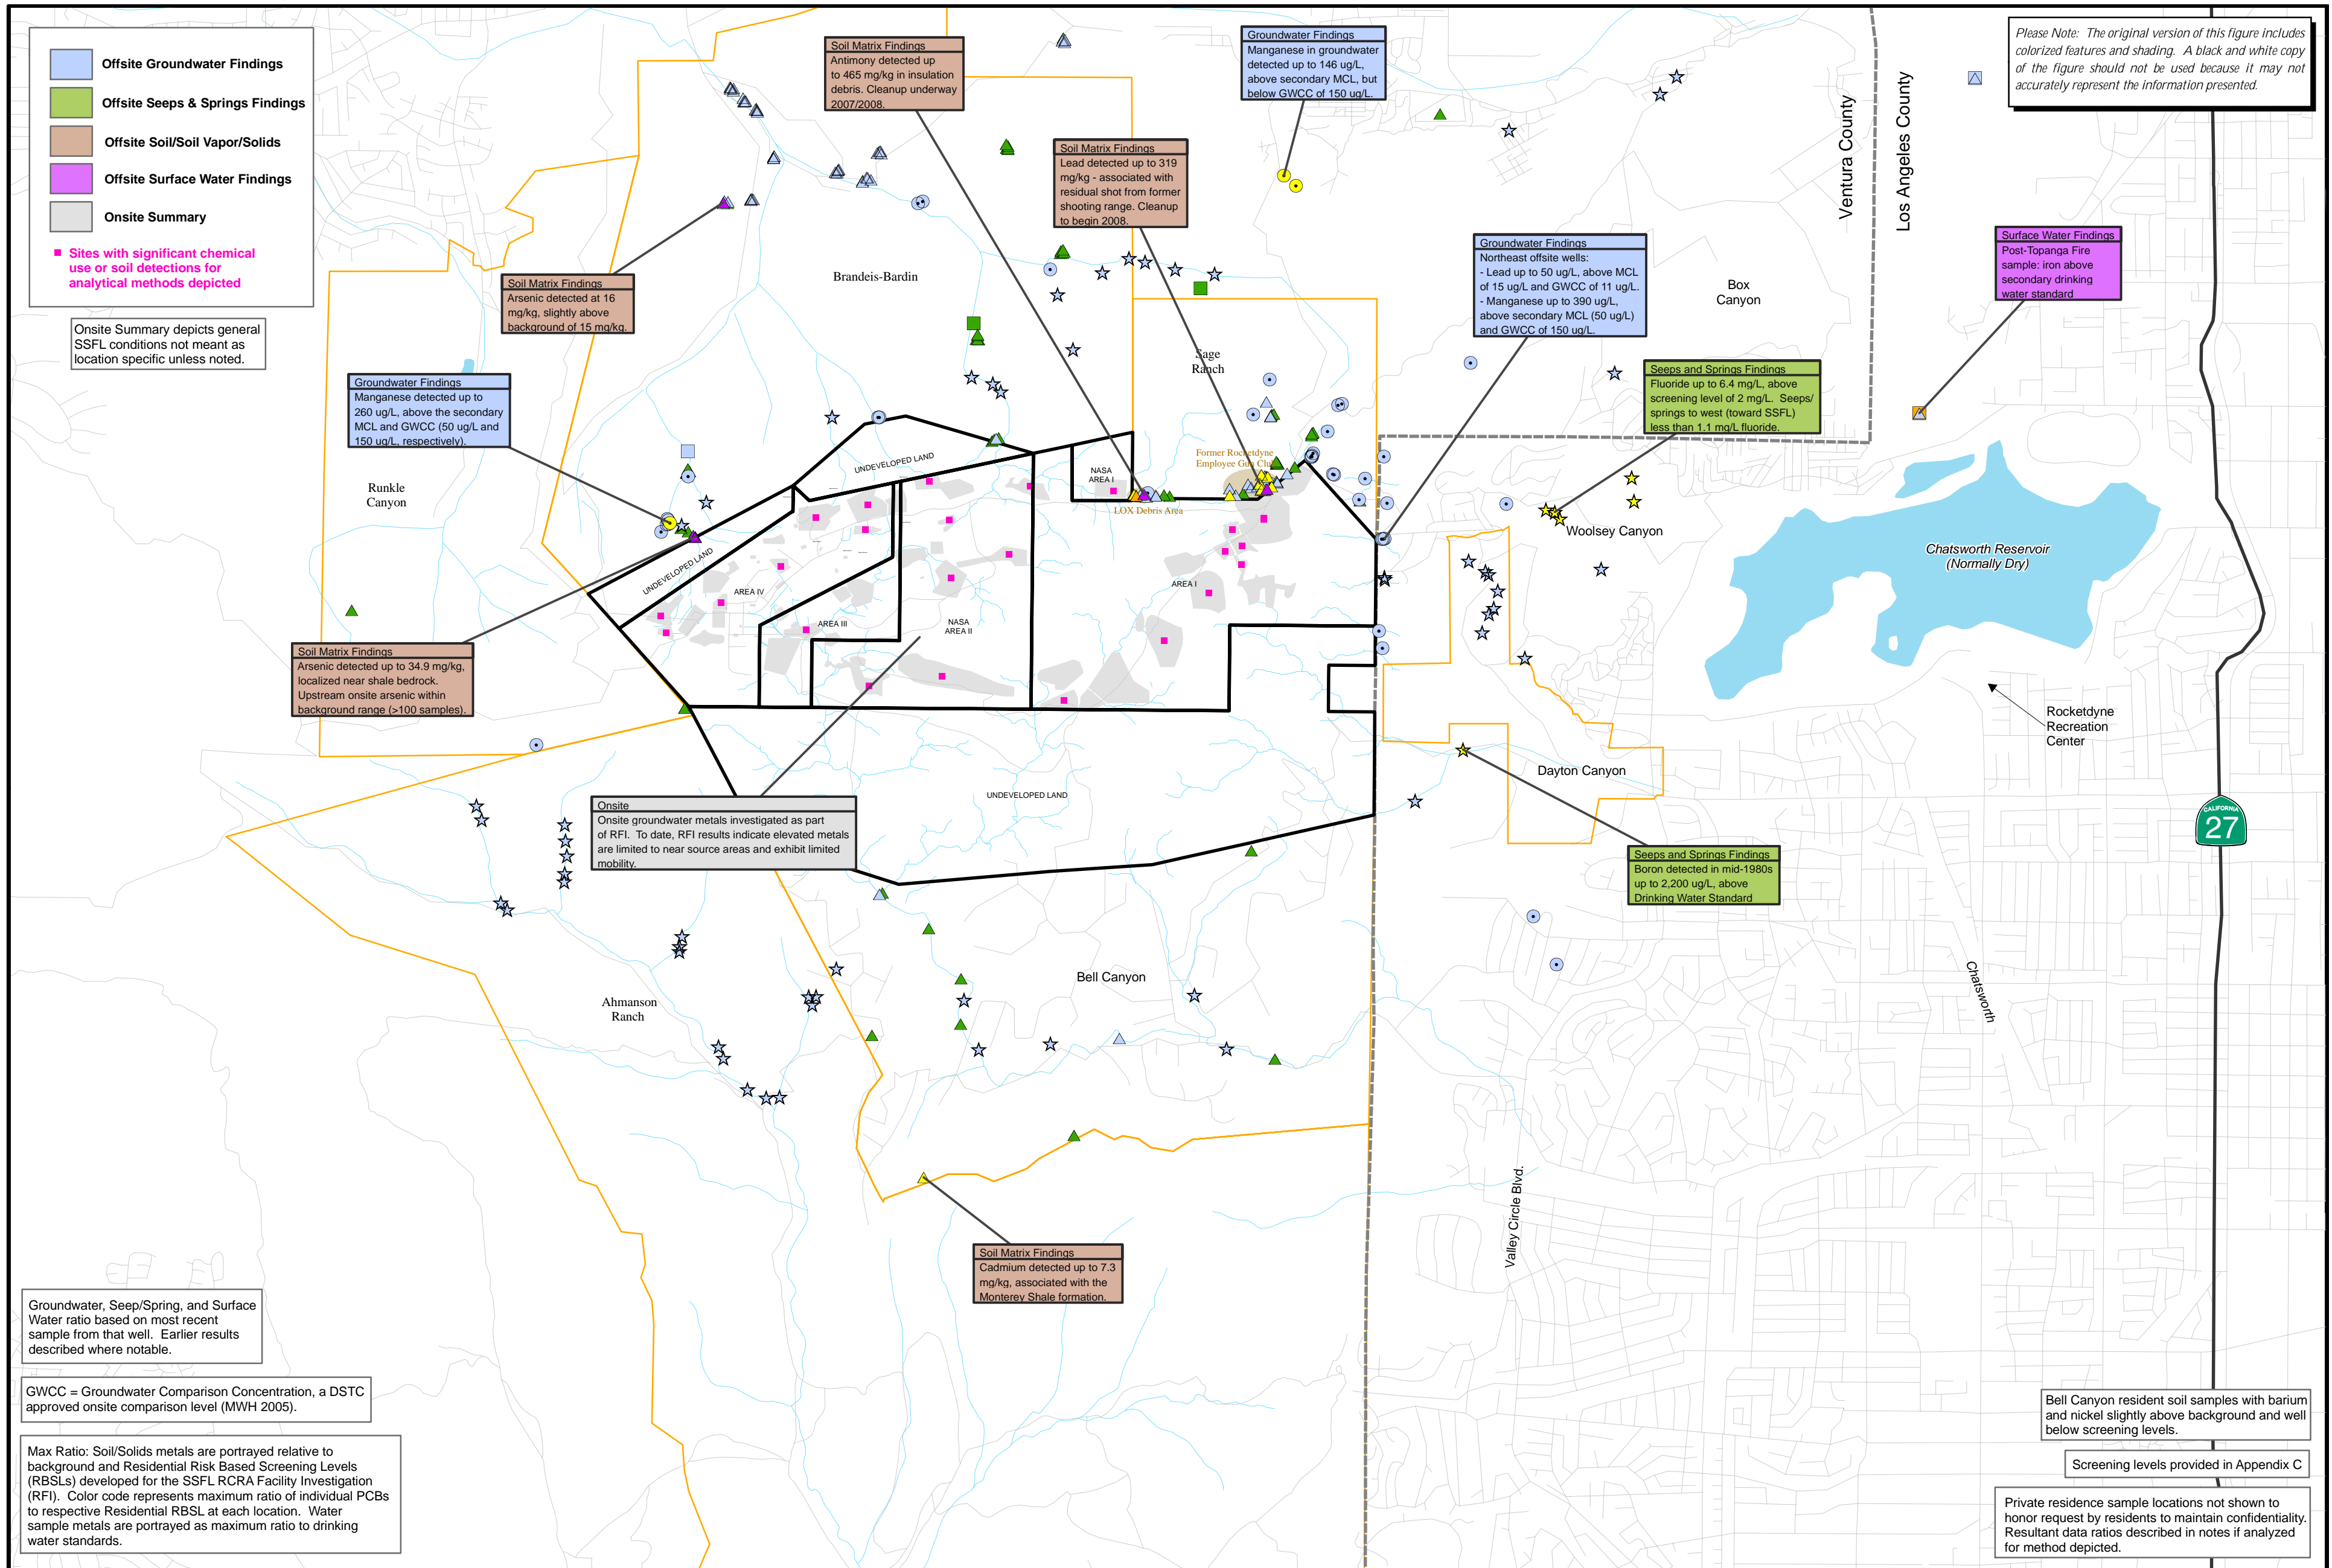 Offsite Groundwater Findings
Offsite Seeps & Springs Findings
Offsite Soil/Soil Vapor/Solids
Offsite Surface Water Findings
Onsite Summary
Sites with significant chemical
use or soil detections for
analytical methods depicted
Onsite Summary depicts general
SSFL conditions not meant as
location specific unless noted.
Soil Matrix Findings
Antimony detected up
to 465 mg/kg in insulation
debris. Cleanup underway
2007/2008.
Groundwater Findings
Manganese in groundwater
detected up to 146 ug/L,
above secondary MCL, but
below GWCC of 150 ug/L.
Please Note: The original version of this figure includes
colorized features and shading. A black and white copy
of the figure should not be used because it may not
accurately represent the information presented.
Ventura County
Los Angeles County
Soil Matrix Findings
Lead detected up to 319
mg/kg - associated with
residual shot from former
shooting range. Cleanup
to begin 2008.
Groundwater Findings
Northeast offsite wells:
- Lead up to 50 ug/L, above MCL
of 15 ug/L and GWCC of 11 ug/L.
- Manganese up to 390 ug/L,
above secondary MCL (50 ug/L)
and GWCC of 150 ug/L.
Surface Water Findings
Post-Topanga Fire
sample: iron above
secondary drinking
water standard
Soil Matrix Findings
Arsenic detected at 16
mg/kg, slightly above
background of 15 mg/kg.
Brandeis-Bardin
Box
Canyon
Sage
Ranch
Groundwater Findings
Manganese detected up to
260 ug/L, above the secondary
MCL and GWCC (50 ug/L and
150 ug/L, respectively).
Seeps and Springs Findings
Fluoride up to 6.4 mg/L, above
screening level of 2 mg/L. Seeps/
springs to west (toward SSFL)
less than 1.1 mg/L fluoride.
Runkle
Canyon
UNDEVELOPED LAND
NASA
AREA I
Former Rocketdyne
Employee Gun Club
LOX Debris Area
Woolsey Canyon
Chatsworth Reservoir
(Normally Dry)
UNDEVELOPED LAND
AREA IV
AREA III
NASA
AREA II
AREA I
Soil Matrix Findings
Arsenic detected up to 34.9 mg/kg,
localized near shale bedrock.
Upstream onsite arsenic within
background range (>100 samples).
Rocketdyne
Recreation
Center
Dayton Canyon
UNDEVELOPED LAND
Onsite
Onsite groundwater metals investigated as part
of RFI. To date, RFI results indicate elevated metals
are limited to near source areas and exhibit limited
mobility.
CALIFORNIA
27
Seeps and Springs Findings
Boron detected in mid-1980s
up to 2,200 ug/L, above
Drinking Water Standard
Bell Canyon
Ahmanson
Ranch
Chatsworth
Valley Circle Blvd.
Soil Matrix Findings
Cadmium detected up to 7.3
mg/kg, associated with the
Monterey Shale formation.
Groundwater, Seep/Spring, and Surface
Water ratio based on most recent
sample from that well. Earlier results
described where notable.
GWCC = Groundwater Comparison Concentration, a DSTC
approved onsite comparison level (MWH 2005).
Max Ratio: Soil/Solids metals are portrayed relative to
background and Residential Risk Based Screening Levels
(RBSLs) developed for the SSFL RCRA Facility Investigation
(RFI). Color code represents maximum ratio of individual PCBs
to respective Residential RBSL at each location. Water
sample metals are portrayed as maximum ratio to drinking
water standards.
Bell Canyon resident soil samples with barium
and nickel slightly above background and well
below screening levels.
Screening levels provided in Appendix C
Private residence sample locations not shown to
honor request by residents to maintain confidentiality.
Resultant data ratios described in notes if analyzed
for method depicted.